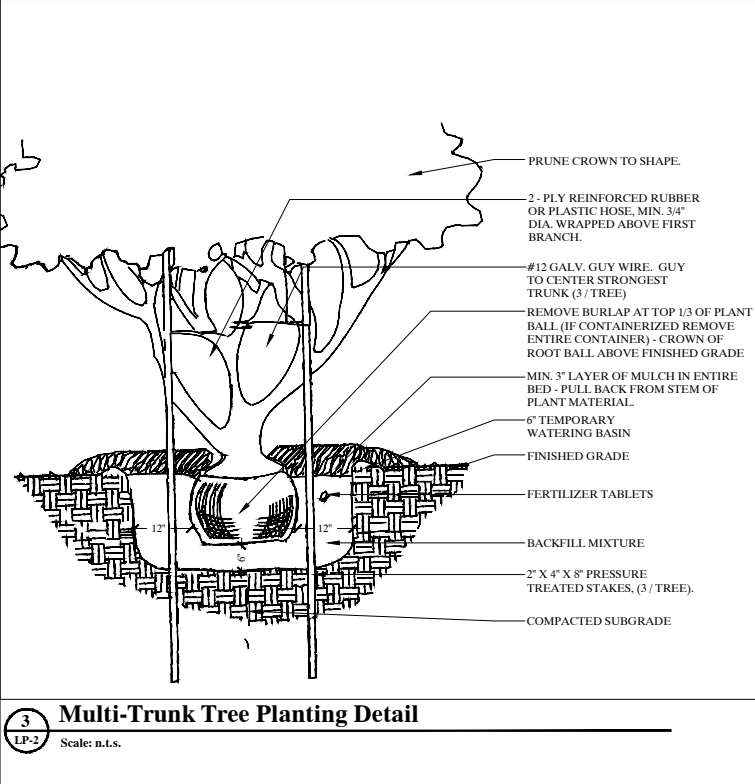 PRUNE CROWN TO SHAPE.
2 - PLY REINFORCED RUBBER
OR PLASTIC HOSE, MIN. 3/4"
DIA. WRAPPED ABOVE FIRST
BRANCH.
#12 GALV. GUY WIRE. GUY
TO CENTER STRONGEST
TRUNK (3 / TREE)
REMOVE BURLAP AT TOP 1/3 OF PLANT
BALL (IF CONTAINERIZED REMOVE
ENTIRE CONTAINER) - CROWN OF
ROOT BALL ABOVE FINISHED GRADE
MIN. 3" LAYER OF MULCH IN ENTIRE
BED - PULL BACK FROM STEM OF
PLANT MATERIAL.
6" TEMPORARY
WATERING BASIN
FINISHED GRADE
FERTILIZER TABLETS
12"
12"
BACKFILL MIXTURE
6"
2" X 4" X 8" PRESSURE
TREATED STAKES, (3 / TREE).
COMPACTED SUBGRADE
3
LP-2
Multi-Trunk Tree Planting Detail
Scale: n.t.s.